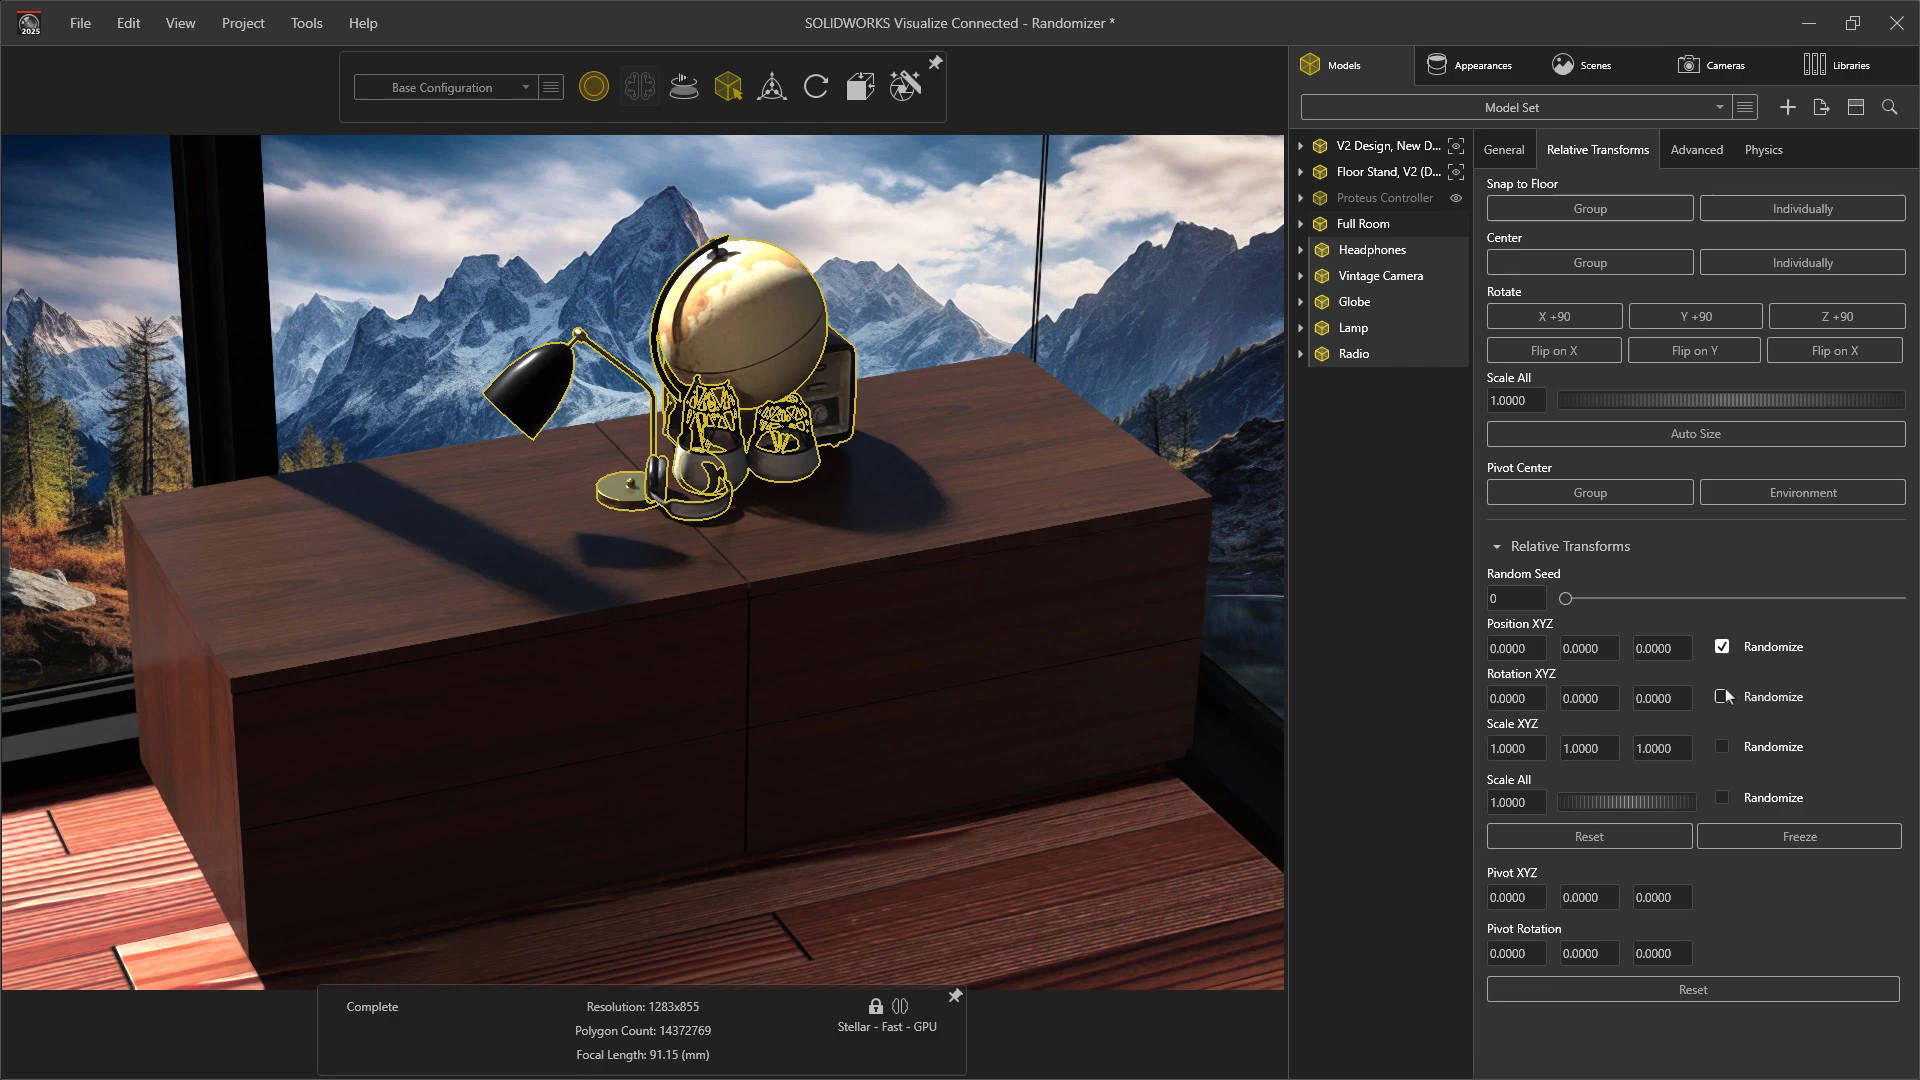 2025
File Edit View Project Tools Help
SOLIDWORKS Visualize Connected - Randomizer *
Base Configuration
Models Appearances Scenes Cameras Libraries
Model Set
V2 Design, New D...
Floor Stand, V2 (D...
Proteus Controller
Full Room
Headphones
Vintage Camera
Globe
Lamp
Radio
General Relative Transforms Advanced Physics
Snap to Floor
Group Individually
Center
Group Individually
Rotate
X +90 Y +90 Z +90
Flip on X Flip on Y Flip on X
Scale All
1.0000
Auto Size
Pivot Center
Group Environment
Relative Transforms
Random Seed
0
Position XYZ
0.0000 0.0000 0.0000 Randomize
Rotation XYZ
0.0000 0.0000 0.0000 Randomize
Scale XYZ
1.0000 1.0000 1.0000 Randomize
Scale All
1.0000 Randomize
Reset Freeze
Pivot XYZ
0.0000 0.0000 0.0000
Pivot Rotation
0.0000 0.0000 0.0000
Reset
Complete
Resolution: 1283x855
Polygon Count: 14372769
Focal Length: 91.15 (mm)
Stellar - Fast - GPU